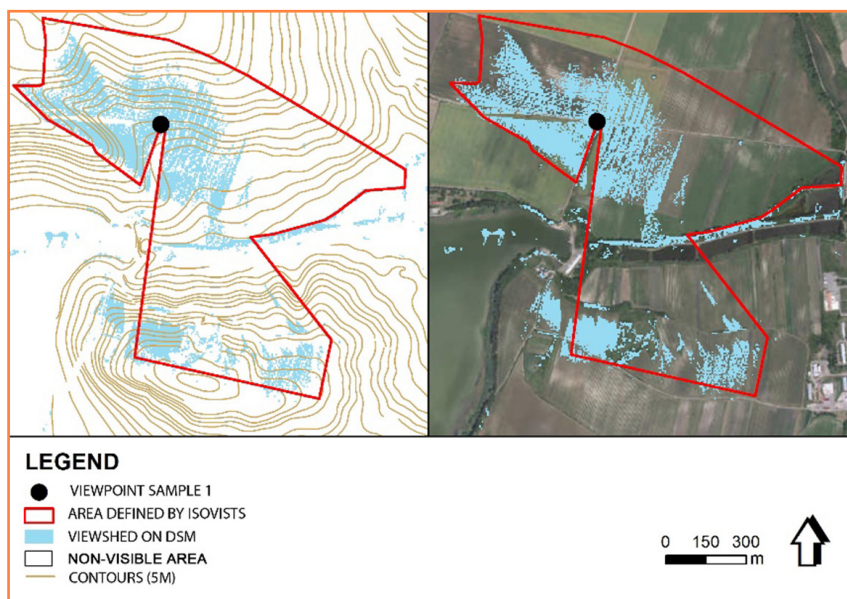 LEGEND
VIEWPOINT SAMPLE 1
AREA DEFINED BY ISOVISTS
VIEWSHED ON DSM
NON-VISIBLE AREA
CONTOURS (5M)
0 150 300
m